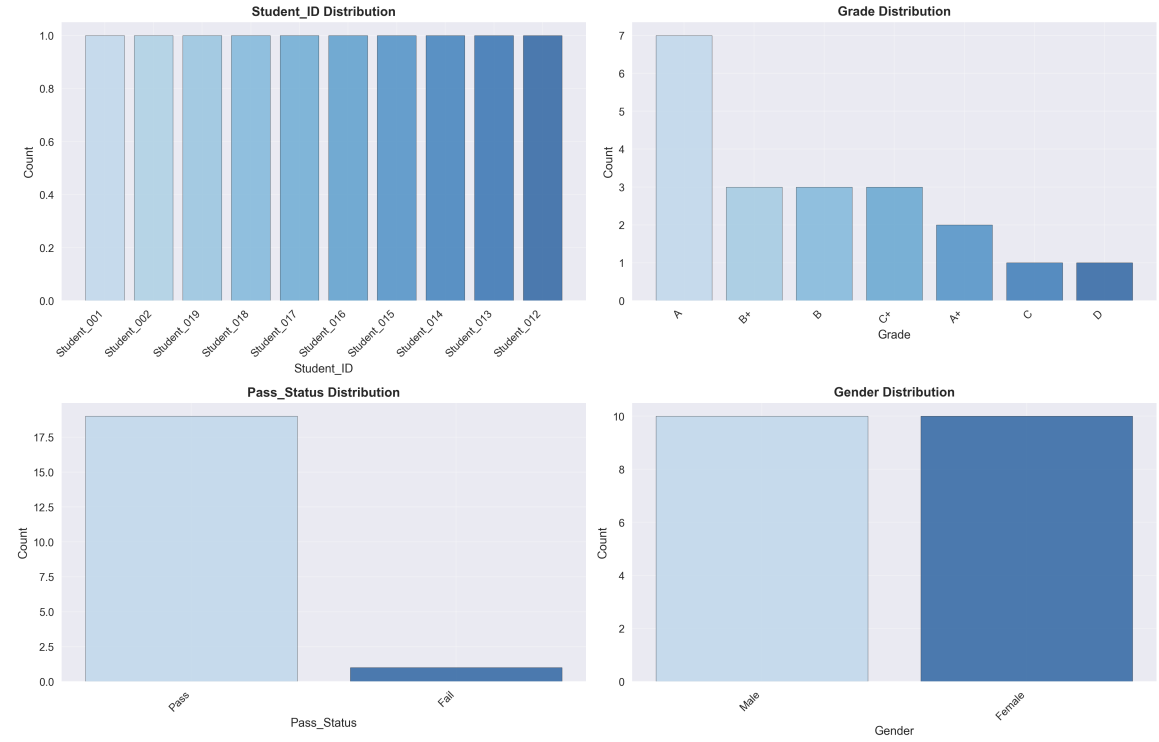 Student_ID Distribution
Count
1.0
0.8
0.6
0.4
0.2
0.0
Student_001
Student_002
Student_019
Student_018
Student_017
Student_016
Student_015
Student_014
Student_013
Student_012
Student_ID
Grade Distribution
Count
7
6
5
4
3
2
1
0
A
B+
B
C+
A+
C
D
Grade
Pass_Status Distribution
Count
17.5
15.0
12.5
10.0
7.5
5.0
2.5
0.0
Pass
Fail
Pass_Status
Gender Distribution
Count
10
8
6
4
2
0
Male
Female
Gender